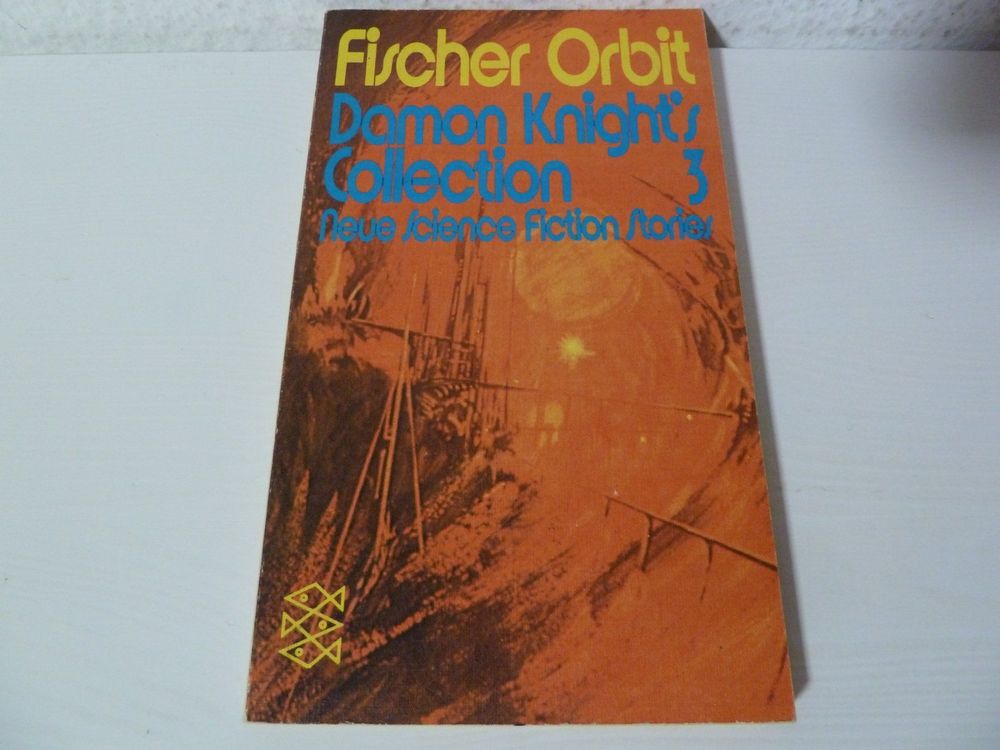 Fischer Orbit
Damon Knight's
Collection 3
Neue Science Fiction Stories